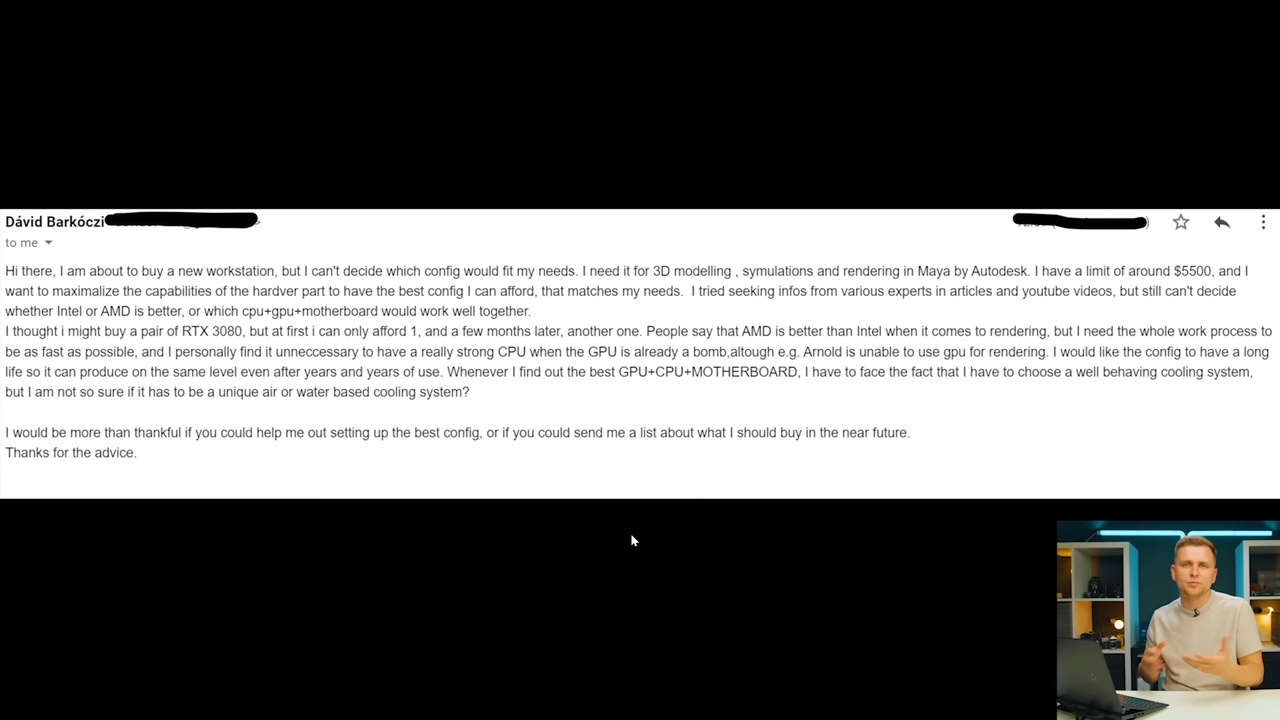 Dávid Barkóczi
to me
Hi there, I am about to buy a new workstation, but I can't decide which config would fit my needs. I need it for 3D modelling , symulations and rendering in Maya by Autodesk. I have a limit of around $5500, and I
want to maximalize the capabilities of the hardver part to have the best config I can afford, that matches my needs.  I tried seeking infos from various experts in articles and youtube videos, but still can't decide
whether Intel or AMD is better, or which cpu+gpu+motherboard would work well together.
I thought i might buy a pair of RTX 3080, but at first i can only afford 1, and a few months later, another one. People say that AMD is better than Intel when it comes to rendering, but I need the whole work process to
be as fast as possible, and I personally find it unneccessary to have a really strong CPU when the GPU is already a bomb,altough e.g. Arnold is unable to use gpu for rendering. I would like the config to have a long
life so it can produce on the same level even after years and years of use. Whenever I find out the best GPU+CPU+MOTHERBOARD, I have to face the fact that I have to choose a well behaving cooling system,
but I am not so sure if it has to be a unique air or water based cooling system?
I would be more than thankful if you could help me out setting up the best config, or if you could send me a list about what I should buy in the near future.
Thanks for the advice.